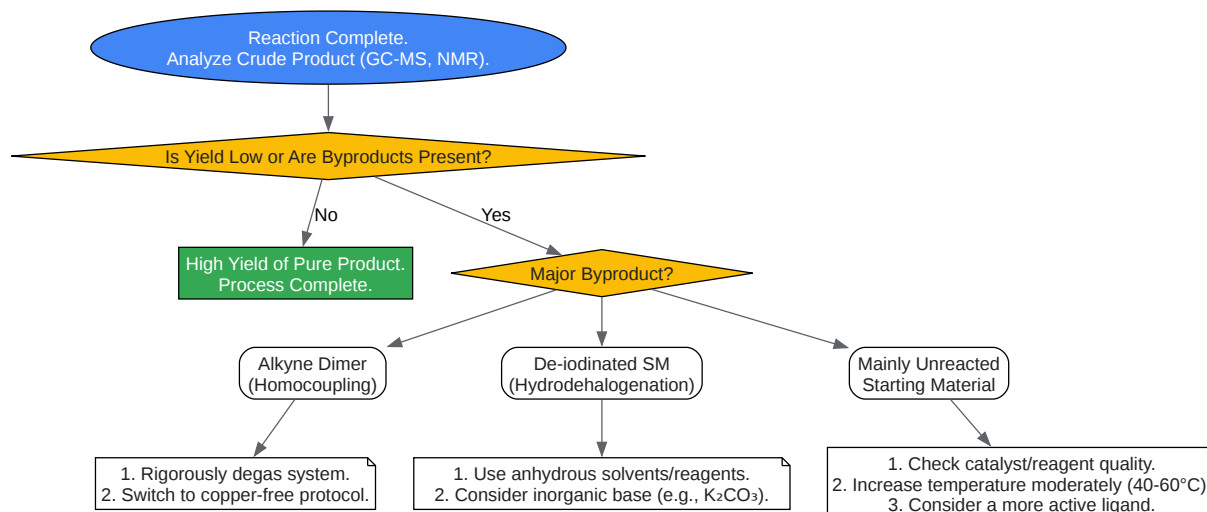 Reaction Complete.
Analyze Crude Product (GC-MS, NMR).
Is Yield Low or Are Byproducts Present?
No
Yes
High Yield of Pure Product.
Process Complete.
Major Byproduct?
Alkyne Dimer
(Homocoupling)
De-iodinated SM
(Hydrodehalogenation)
Mainly Unreacted
Starting Material
1. Rigorously degas system.
2. Switch to copper-free protocol.
1. Use anhydrous solvents/reagents.
2. Consider inorganic base (e.g., K₂CO₃).
1. Check catalyst/reagent quality.
2. Increase temperature moderately (40-60°C)
3. Consider a more active ligand.